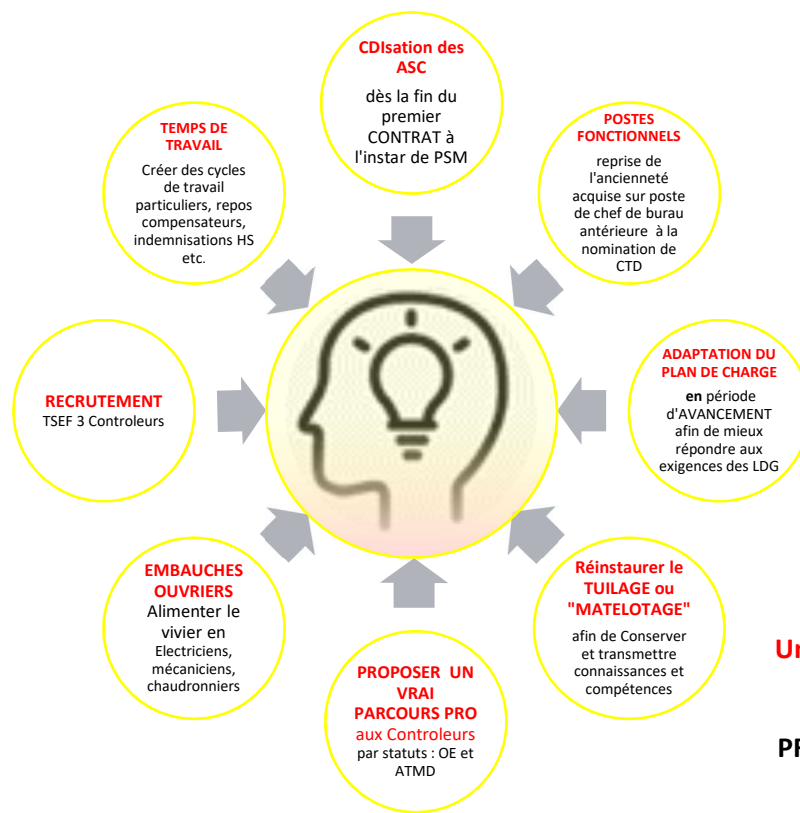 CDIsation des
ASC
dès la fin du
premier
CONTRAT à
l'instar de PSM
POSTES
FONCTIONNELS
reprise de
l'ancienneté
acquise sur poste
de chef de burau
antérieure à la
nomination de
CTD
ADAPTATION DU
PLAN DE CHARGE
en période
d'AVANCEMENT
afin de mieux
répondre aux
exigences des LDG
Réinstaurer le
TUILAGE ou
"MATELOTAGE"
afin de Conserver
et transmettre
connaissances et
compétences
PROPOSER UN
VRAI
PARCOURS PRO
aux Controleurs
par statuts : OE et
ATMD
EMBAUCHES
OUVRIERS
Alimenter le
vivier en
Electriciens,
mécaniciens,
chaudronniers
RECRUTEMENT
TSEF 3 Controleurs
TEMPS DE
TRAVAIL
Créer des cycles
de travail
particuliers, repos
compensateurs,
indemnisations HS
etc.